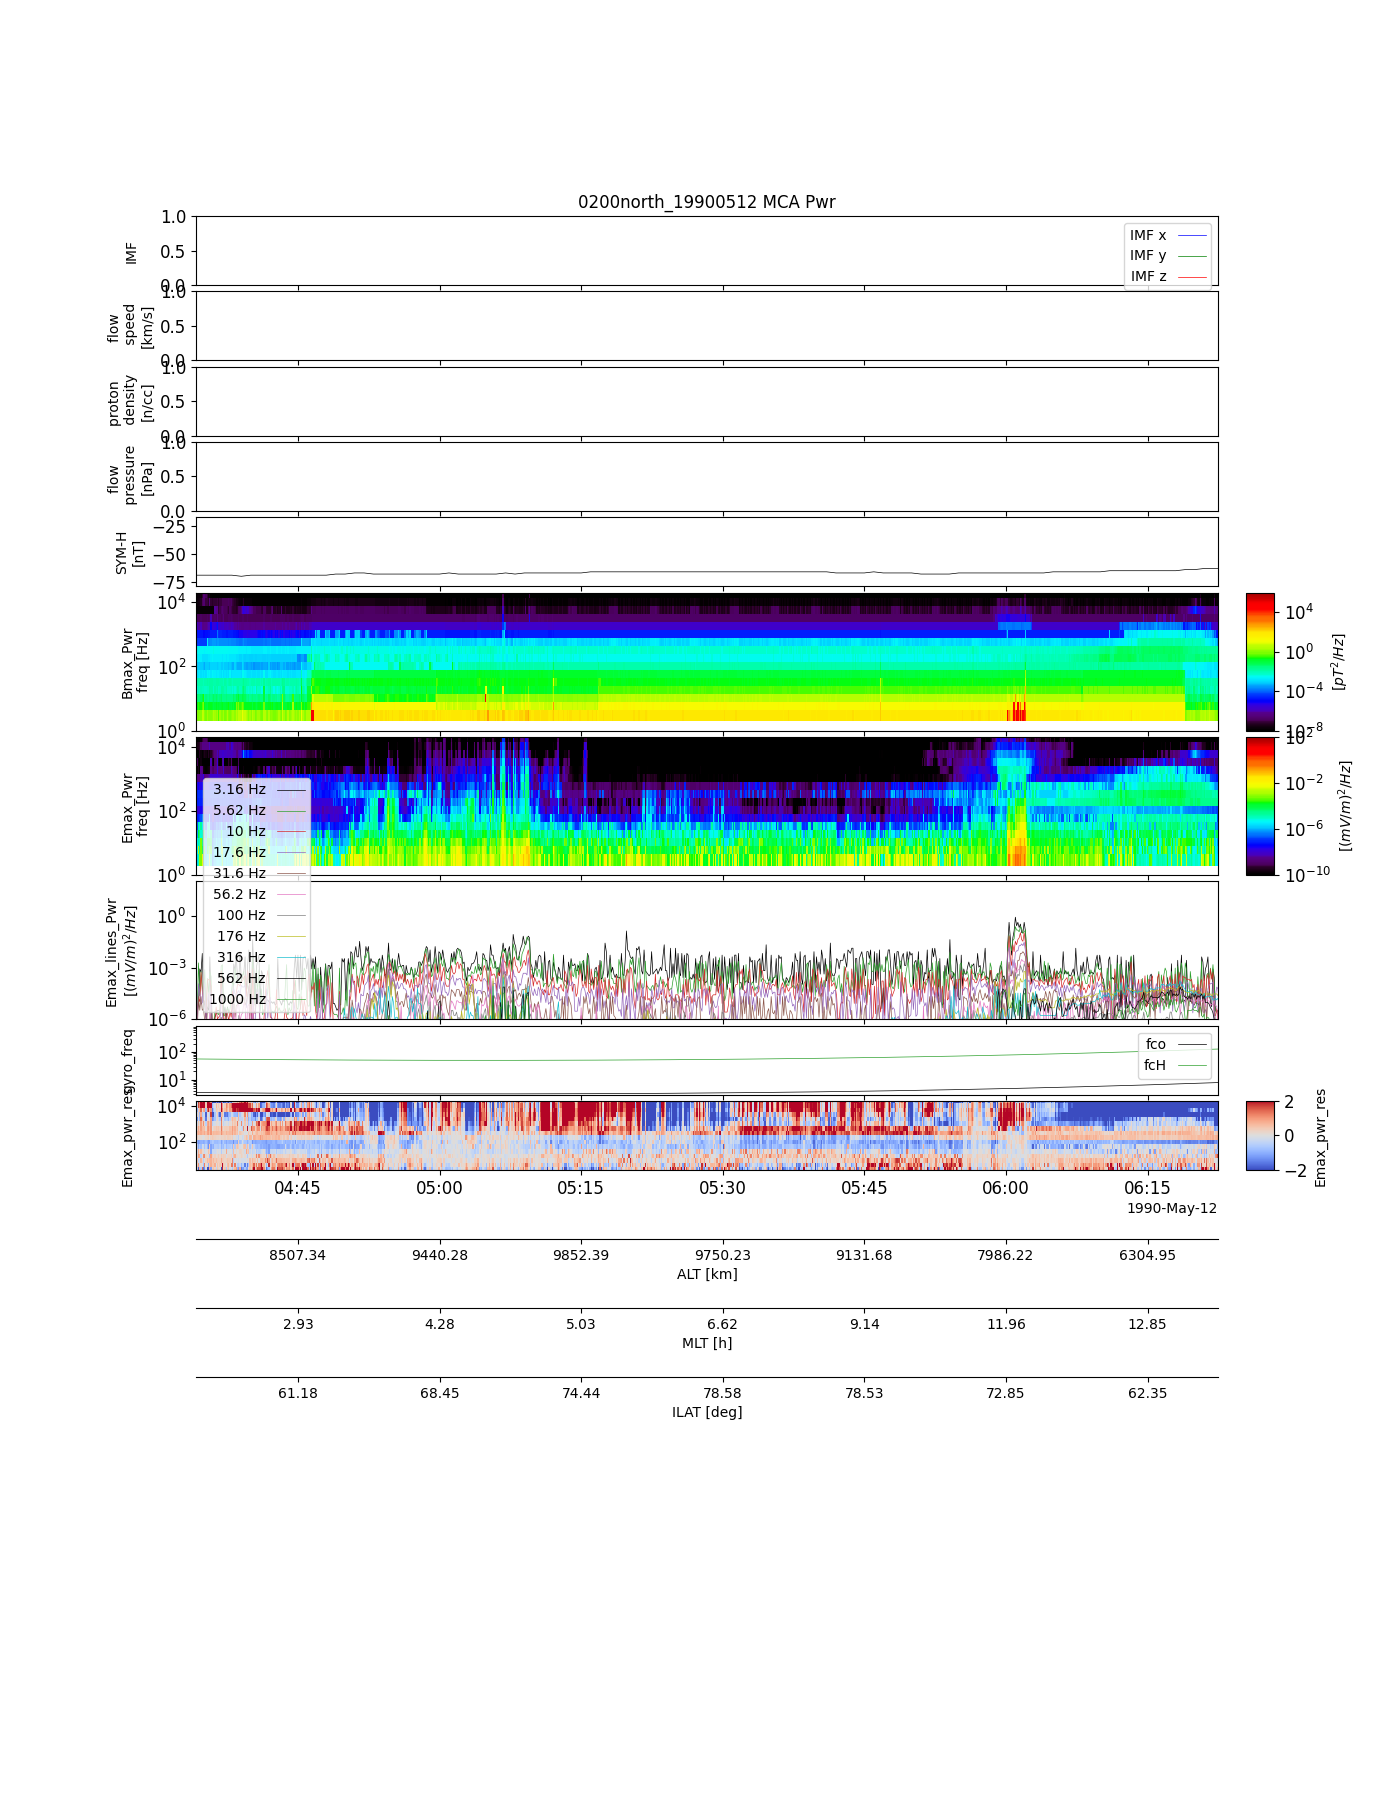 0200north_19900512 MCA Pwr
1.0
0.5
0.0
IMF
IMF x
IMF y
IMF z
1.0
0.5
0.0
flow
speed
[km/s]
1.0
0.5
0.0
proton
density
[n/cc]
1.0
0.5
0.0
flow
pressure
[nPa]
−25
−50
−75
SYM-H
[nT]
10^4
10^2
10^0
Bmax_Pwr
freq [Hz]
10^4
10^0
10^-4
10^-8
[pT^2/Hz]
10^4
10^2
10^0
Emax_Pwr
freq [Hz]
10^2
10^-2
10^-6
10^-10
[(mV/m)^2/Hz]
3.16 Hz
5.62 Hz
10 Hz
17.6 Hz
31.6 Hz
56.2 Hz
100 Hz
176 Hz
316 Hz
562 Hz
1000 Hz
10^0
10^-3
10^-6
Emax_lines_Pwr
[(mV/m)^2/Hz]
10^2
10^1
gyro_freq
fco
fcH
10^4
10^2
Emax_pwr_res
2
0
−2
Emax_pwr_res
04:45 05:00 05:15 05:30 05:45 06:00 06:15
1990-May-12
8507.34 9440.28 9852.39 9750.23 9131.68 7986.22 6304.95
ALT [km]
2.93 4.28 5.03 6.62 9.14 11.96 12.85
MLT [h]
61.18 68.45 74.44 78.58 78.53 72.85 62.35
ILAT [deg]